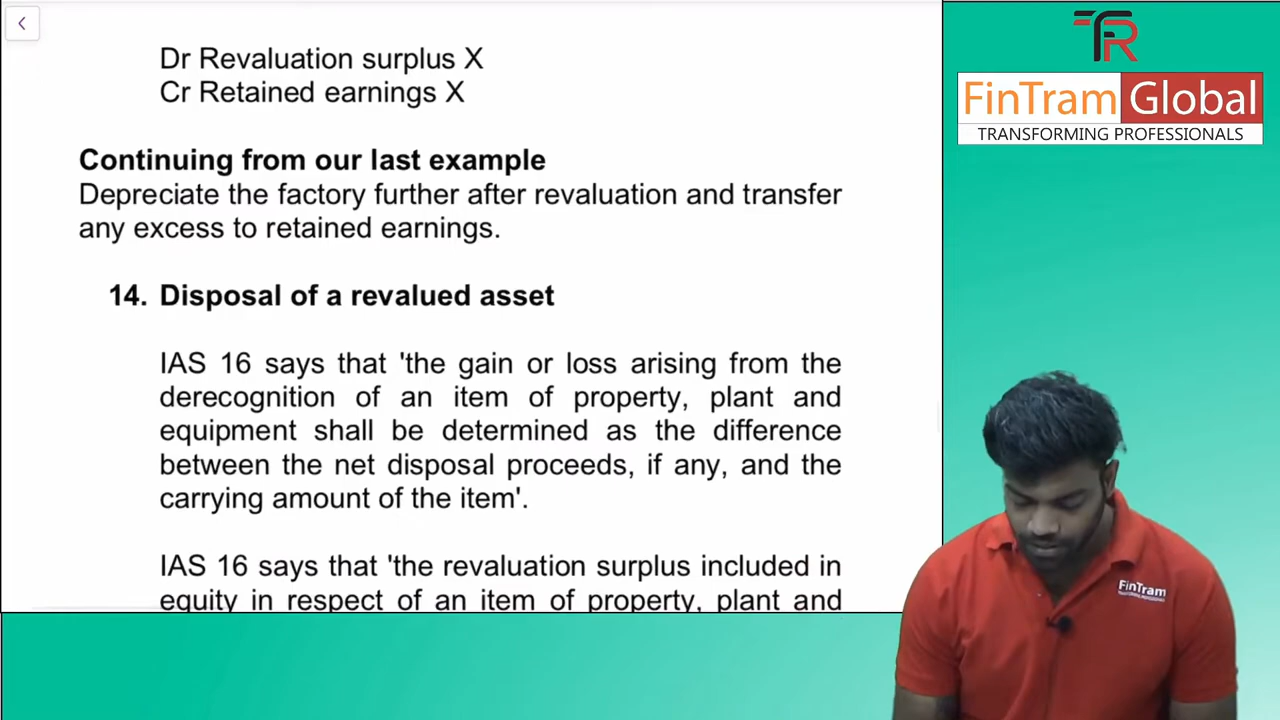 Dr Revaluation surplus X
Cr Retained earnings X
Continuing from our last example
Depreciate the factory further after revaluation and transfer
any excess to retained earnings.
14. Disposal of a revalued asset
IAS 16 says that 'the gain or loss arising from the
derecognition of an item of property, plant and
equipment shall be determined as the difference
between the net disposal proceeds, if any, and the
carrying amount of the item'.
IAS 16 says that 'the revaluation surplus included in
equity in respect of an item of property, plant and
FinTram Global
TRANSFORMING PROFESSIONALS
FinTram